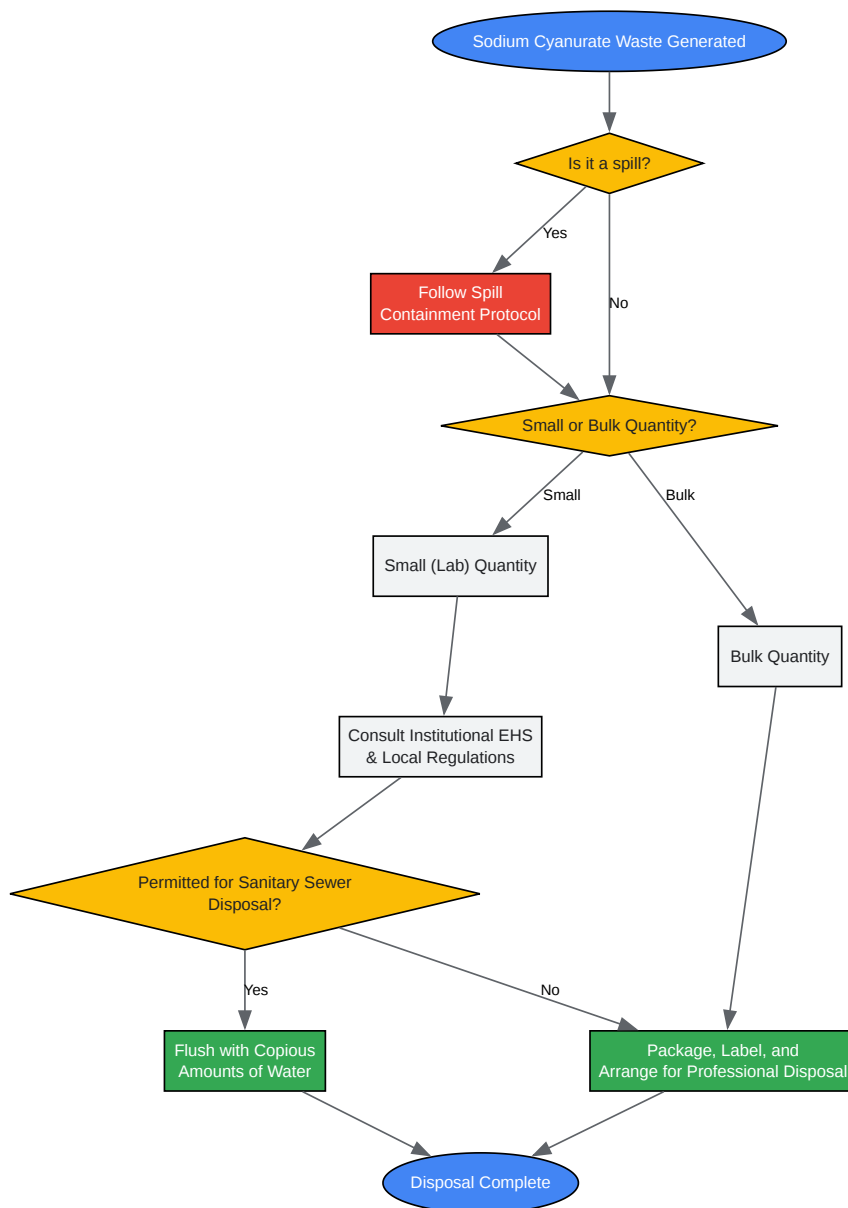 Sodium Cyanurate Waste Generated
Is it a spill?
Yes
Follow Spill
Containment Protocol
No
Small or Bulk Quantity?
Small
Bulk
Small (Lab) Quantity
Bulk Quantity
Consult Institutional EHS
& Local Regulations
Permitted for Sanitary Sewer
Disposal?
Yes
No
Flush with Copious
Amounts of Water
Package, Label, and
Arrange for Professional Disposal
Disposal Complete